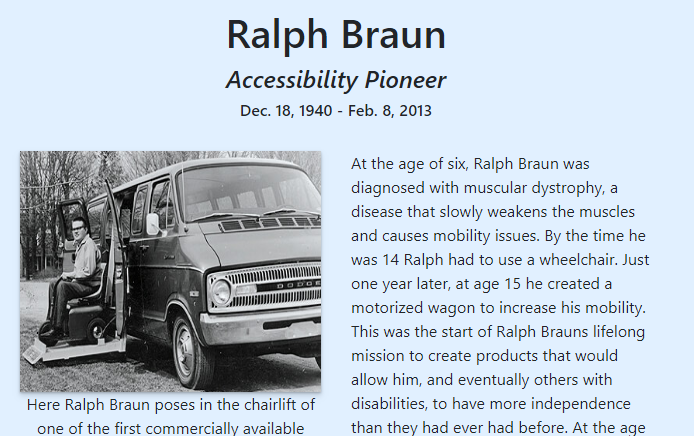 Ralph Braun
Accessibility Pioneer
Dec. 18, 1940 - Feb. 8, 2013
DODGE
Here Ralph Braun poses in the chairlift of
one of the first commercially available
At the age of six, Ralph Braun was
diagnosed with muscular dystrophy, a
disease that slowly weakens the muscles
and causes mobility issues. By the time he
was 14 Ralph had to use a wheelchair. Just
one year later, at age 15 he created a
motorized wagon to increase his mobility.
This was the start of Ralph Brauns lifelong
mission to create products that would
allow him, and eventually others with
disabilities, to have more independence
than they had ever had before. At the age